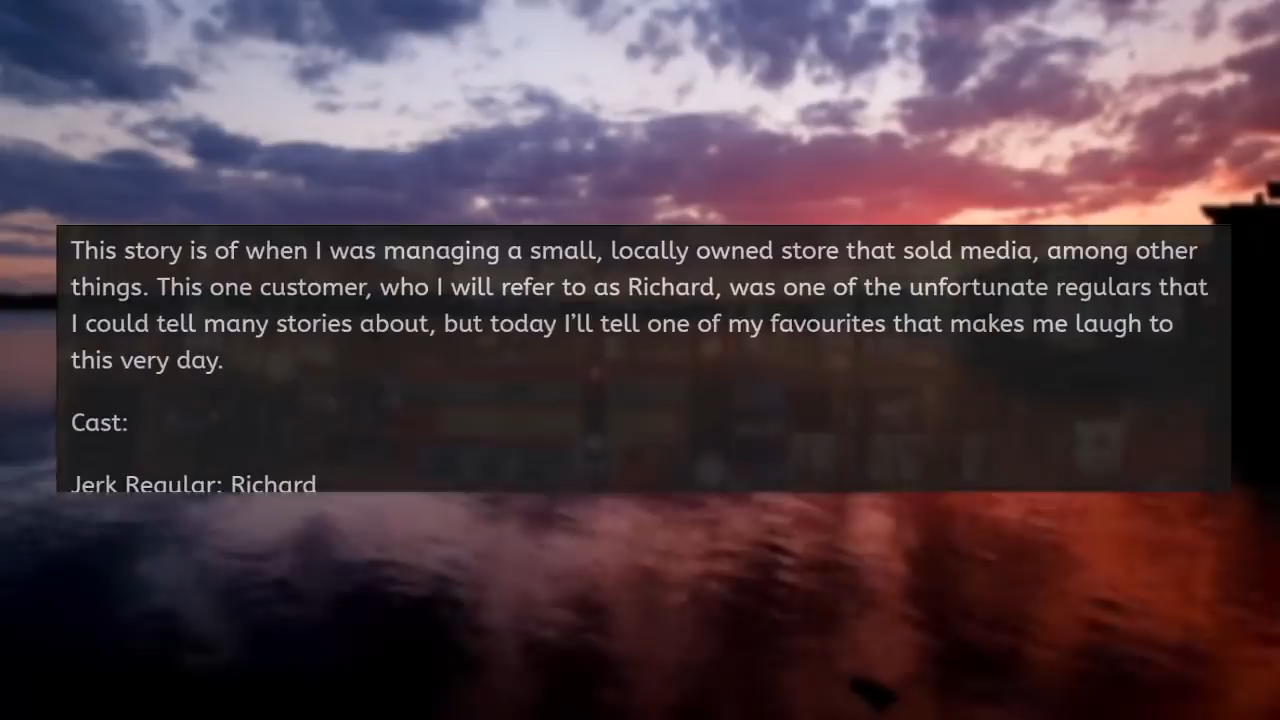 This story is of when I was managing a small, locally owned store that sold media, among other
things. This one customer, who I will refer to as Richard, was one of the unfortunate regulars that
I could tell many stories about, but today I’ll tell one of my favourites that makes me laugh to
this very day.
Cast:
Jerk Regular: Richard